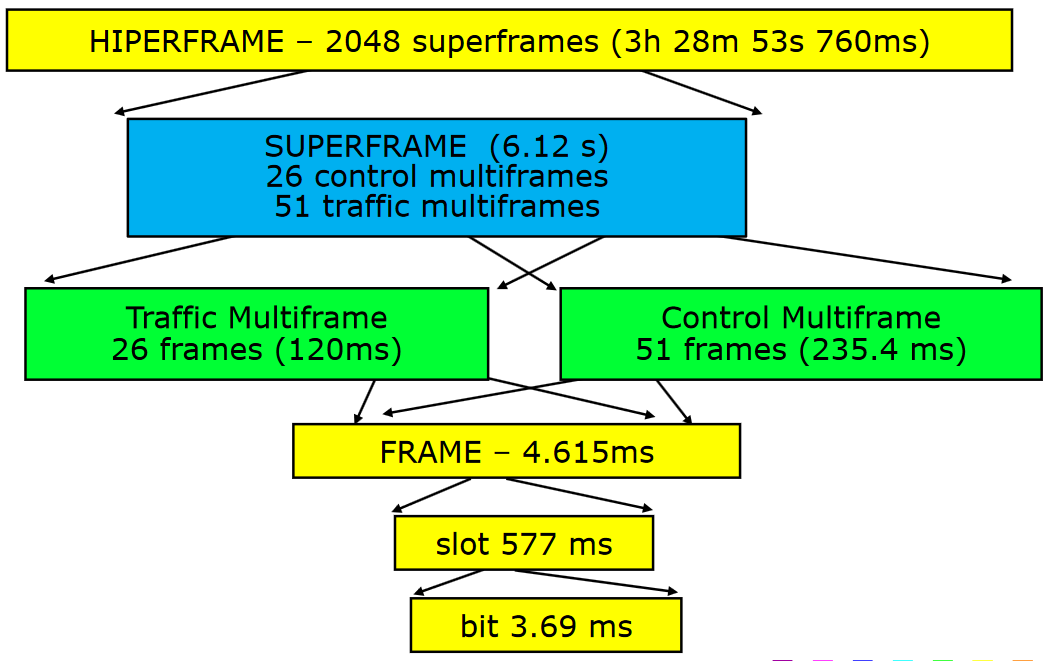 HIPERFRAME – 2048 superframes (3h 28m 53s 760ms)
SUPERFRAME (6.12 s)
26 control multiframes
51 traffic multiframes
Traffic Multiframe
26 frames (120ms)
Control Multiframe
51 frames (235.4 ms)
FRAME – 4.615ms
slot 577 ms
bit 3.69 ms